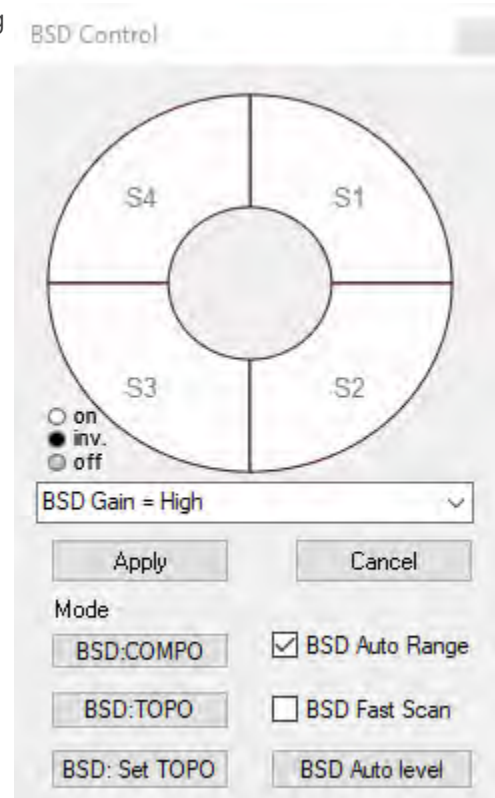 g
BSD Control
S4 S1
S3 S2
on
inv.
off
BSD Gain = High
Apply Cancel
Mode
BSD:COMPO BSD Auto Range
BSD:TOPO BSD Fast Scan
BSD: Set TOPO BSD Auto level